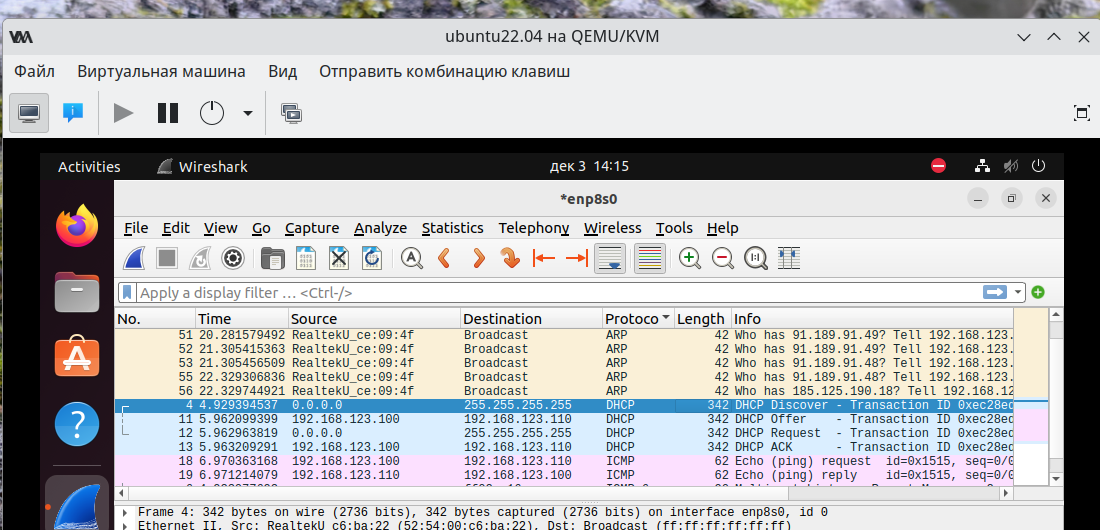 ubuntu22.04 на QEMU/KVM
Файл Виртуальная машина Вид Отправить комбинацию клавиш
Activities Wireshark дек 3 14:15
*enp8s0
File Edit View Go Capture Analyze Statistics Telephony Wireless Tools Help
Apply a display filter … <Ctrl-/>
No. Time Source Destination Protoco Length Info
51 20.281579492 RealtekU_ce:09:4f Broadcast ARP 42 Who has 91.189.91.49? Tell 192.168.123.
52 21.305415363 RealtekU_ce:09:4f Broadcast ARP 42 Who has 91.189.91.49? Tell 192.168.123.
53 21.305456509 RealtekU_ce:09:4f Broadcast ARP 42 Who has 91.189.91.48? Tell 192.168.123.
55 22.329306836 RealtekU_ce:09:4f Broadcast ARP 42 Who has 91.189.91.48? Tell 192.168.123.
56 22.329744921 RealtekU_ce:09:4f Broadcast ARP 42 Who has 185.125.190.18? Tell 192.168.12
4 4.929394537 0.0.0.0 255.255.255.255 DHCP 342 DHCP Discover - Transaction ID 0xec28ed
11 5.962099399 192.168.123.100 192.168.123.110 DHCP 342 DHCP Offer - Transaction ID 0xec28ed
12 5.962963819 0.0.0.0 255.255.255.255 DHCP 342 DHCP Request - Transaction ID 0xec28ed
13 5.963209291 192.168.123.100 192.168.123.110 DHCP 342 DHCP ACK - Transaction ID 0xec28ed
18 6.970363168 192.168.123.100 192.168.123.110 ICMP 62 Echo (ping) request id=0x1515, seq=0/0
19 6.971214079 192.168.123.110 192.168.123.100 ICMP 62 Echo (ping) reply id=0x1515, seq=0/0
Frame 4: 342 bytes on wire (2736 bits), 342 bytes captured (2736 bits) on interface enp8s0, id 0
Ethernet II, Src: RealtekU_c6:ba:22 (52:54:00:c6:ba:22), Dst: Broadcast (ff:ff:ff:ff:ff:ff)